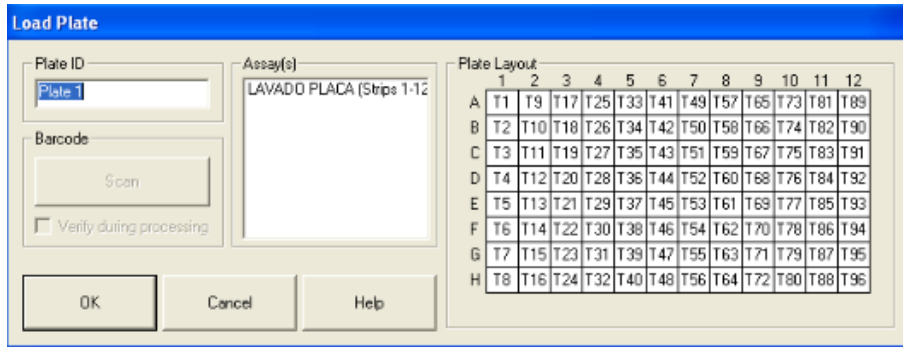 Load Plate
Plate ID
Plate 1
Barcode
Scan
Verify during processing
Assay(s)
LAVADO PLACA (Strips 1-12
Plate Layout
1 2 3 4 5 6 7 8 9 10 11 12
A T1 T9 T17 T25 T33 T41 T49 T57 T65 T73 T81 T89
B T2 T10 T18 T26 T34 T42 T50 T58 T66 T74 T82 T90
C T3 T11 T19 T27 T35 T43 T51 T59 T67 T75 T83 T91
D T4 T12 T20 T28 T36 T44 T52 T60 T68 T76 T84 T92
E T5 T13 T21 T29 T37 T45 T53 T61 T69 T77 T85 T93
F T6 T14 T22 T30 T38 T46 T54 T62 T70 T78 T86 T94
G T7 T15 T23 T31 T39 T47 T55 T63 T71 T79 T87 T95
H T8 T16 T24 T32 T40 T48 T56 T64 T72 T80 T88 T96
OK Cancel Help